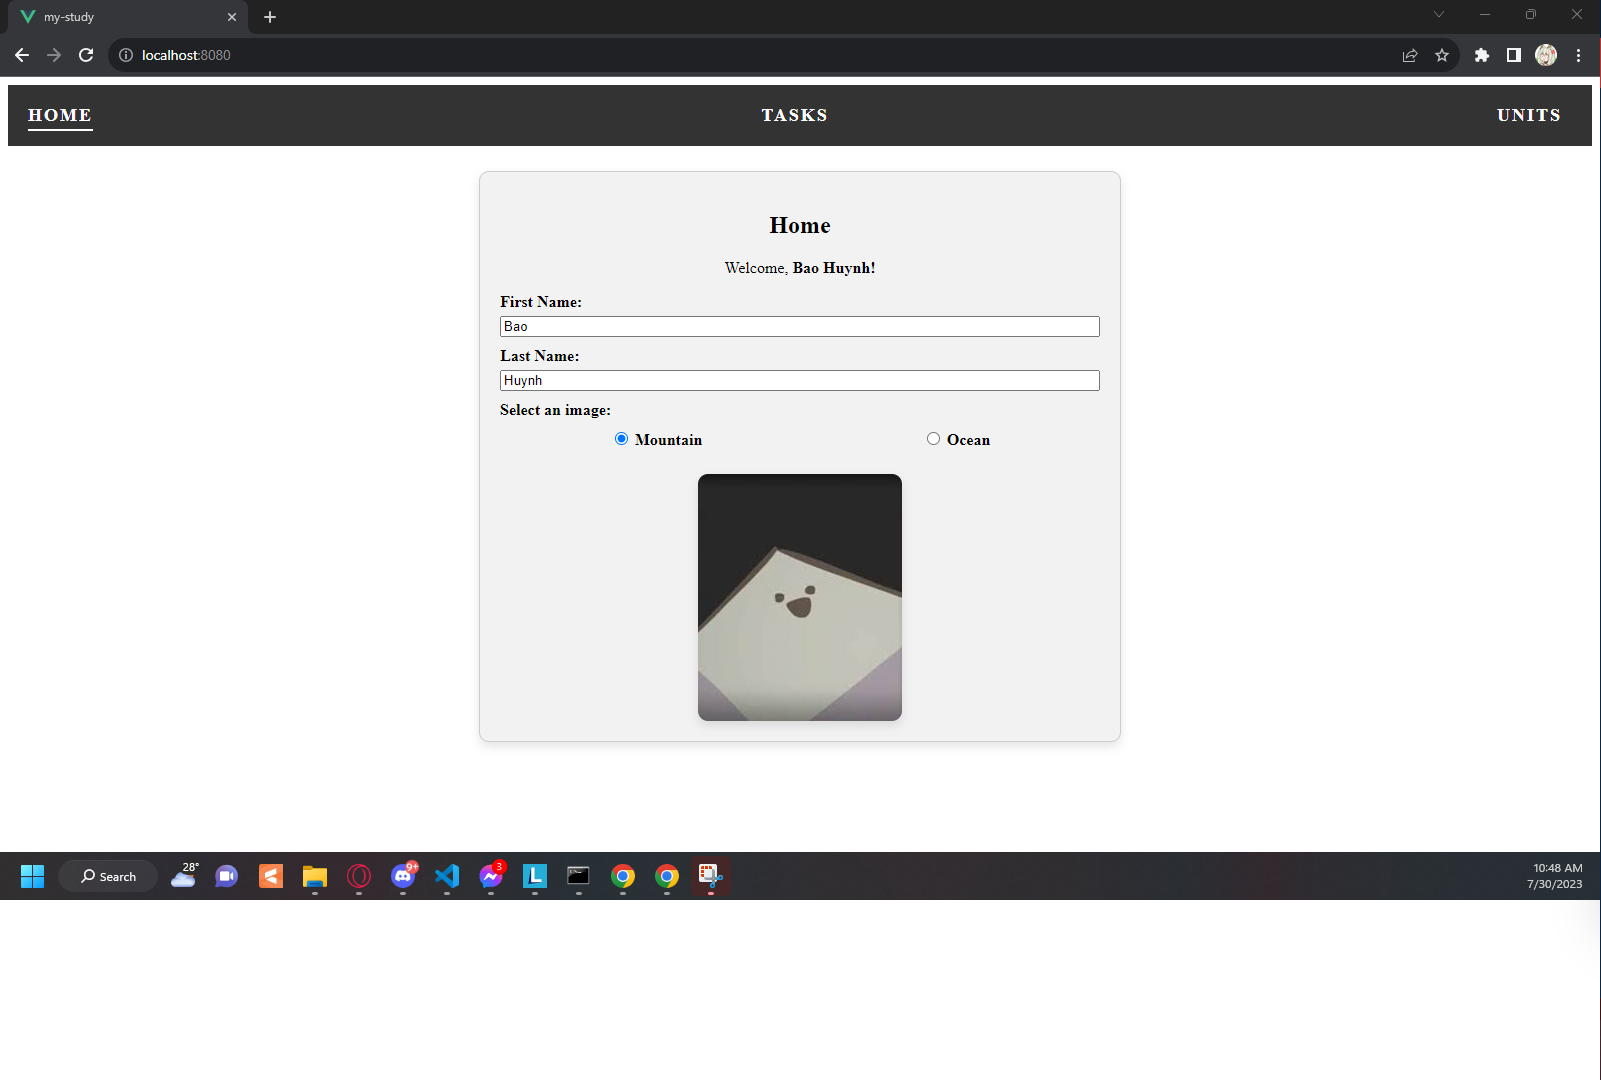 my-study
localhost:8080
HOME TASKS UNITS
Home
Welcome, Bao Huynh!
First Name:
Bao
Last Name:
Huynh
Select an image:
Mountain Ocean
28°
Search
9+
3
L
10:48 AM
7/30/2023